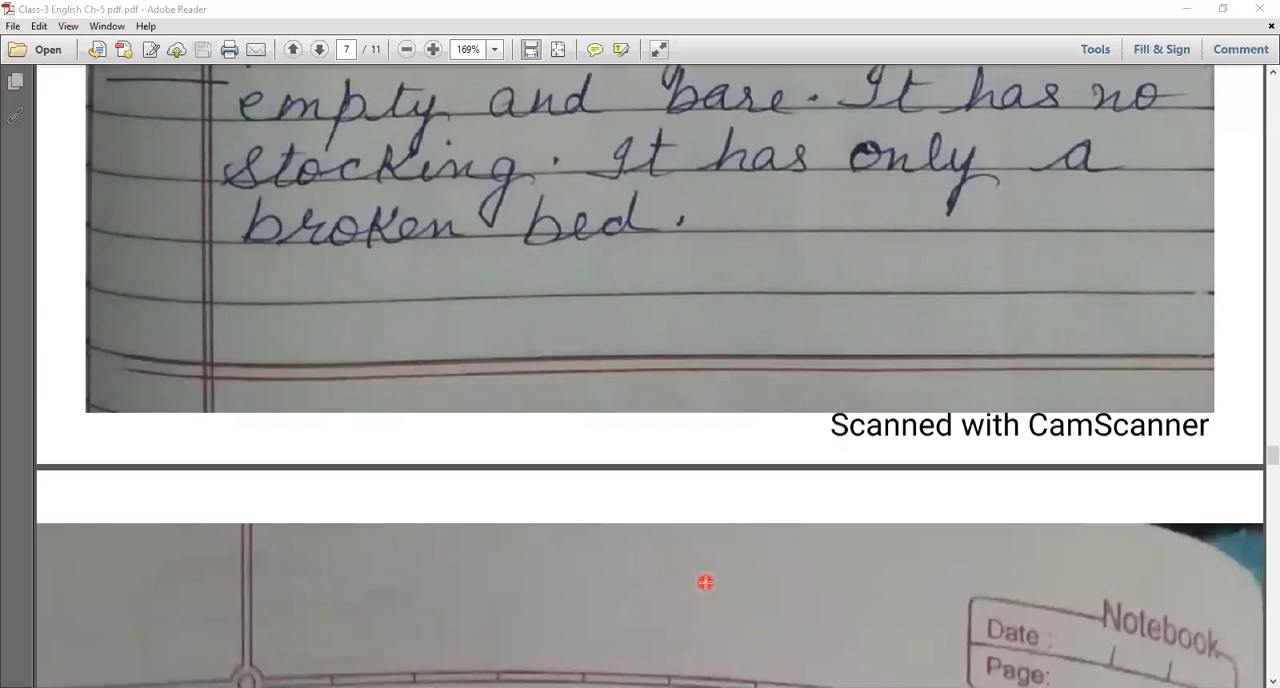 Class-3 English Ch-5 pdf.pdf - Adobe Reader
File Edit View Window Help
Open 7 / 11 169% Tools Fill & Sign Comment
empty and bare. It has no
stocking. It has only a
broken bed.
Scanned with CamScanner
Notebook
Date :
Page: